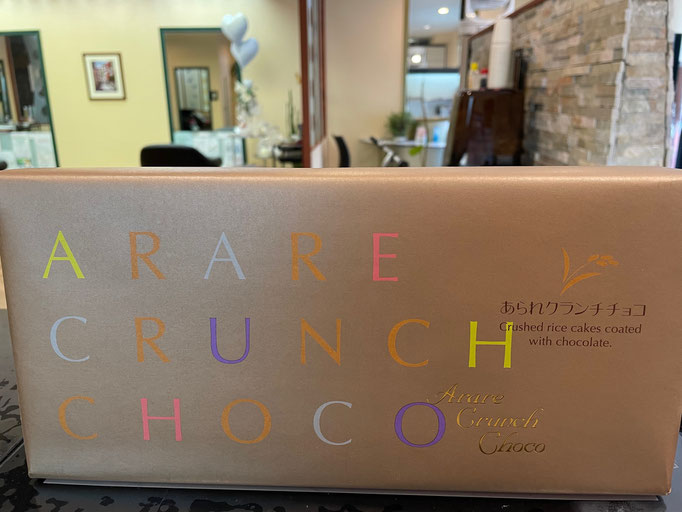 ARARE
CRUNCH
CHOCO
あられクランチチョコ
Crushed rice cakes coated
with chocolate.
Arare
Crunch
Choco